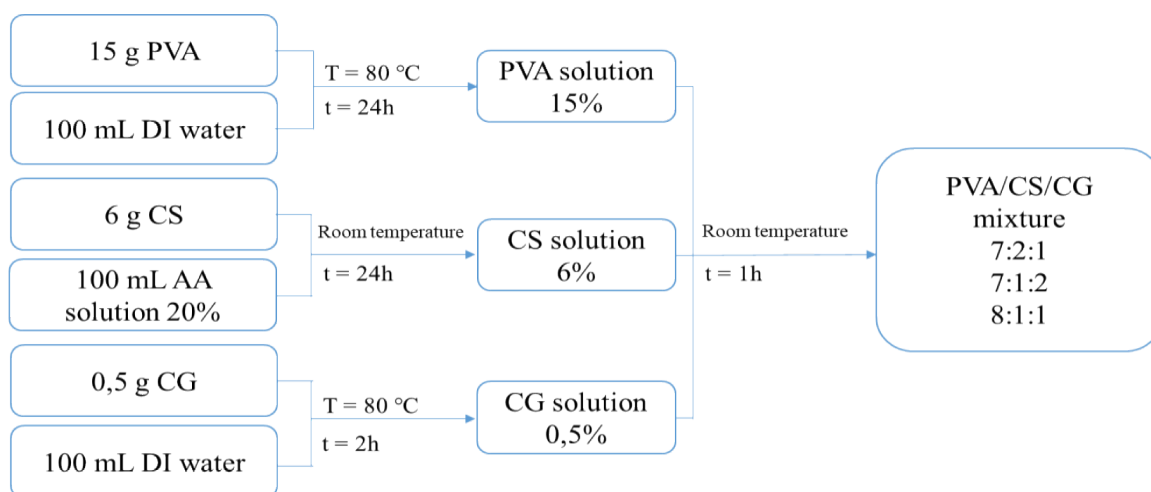 15 g PVA
100 mL DI water
T = 80 °C
t = 24h
PVA solution
15%
6 g CS
100 mL AA
solution 20%
Room temperature
t = 24h
CS solution
6%
0,5 g CG
100 mL DI water
T = 80 °C
t = 2h
CG solution
0,5%
Room temperature
t = 1h
PVA/CS/CG
mixture
7:2:1
7:1:2
8:1:1